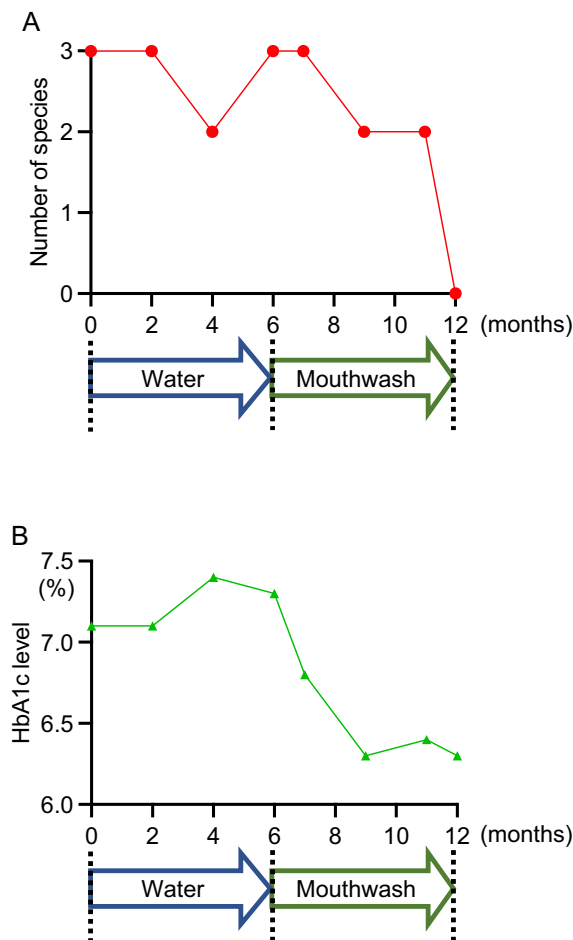 A
Number of species
3
2
1
0
0 2 4 6 8 10 12 (months)
Water Mouthwash
B
HbA1c level
7.5
(%)
7.0
6.5
6.0
0 2 4 6 8 10 12 (months)
Water Mouthwash